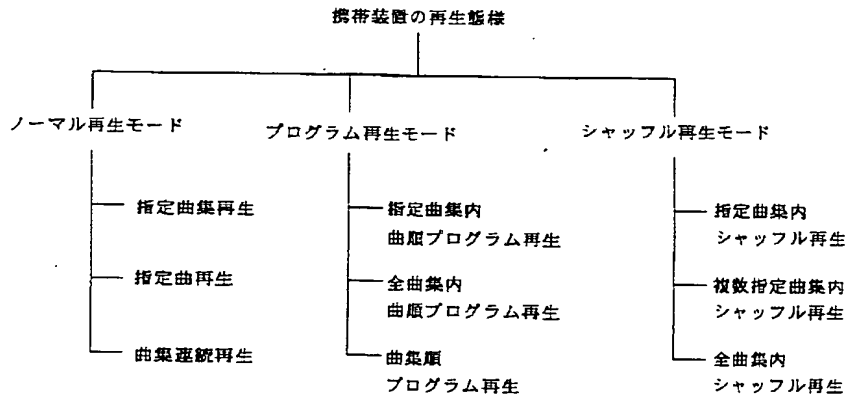 携帯装置の再生態様
ノーマル再生モード
指定曲集再生
指定曲再生
曲集連続再生
プログラム再生モード
指定曲集内
曲順プログラム再生
全曲集内
曲順プログラム再生
曲集順
プログラム再生
シャッフル再生モード
指定曲集内
シャッフル再生
複数指定曲集内
シャッフル再生
全曲集内
シャッフル再生